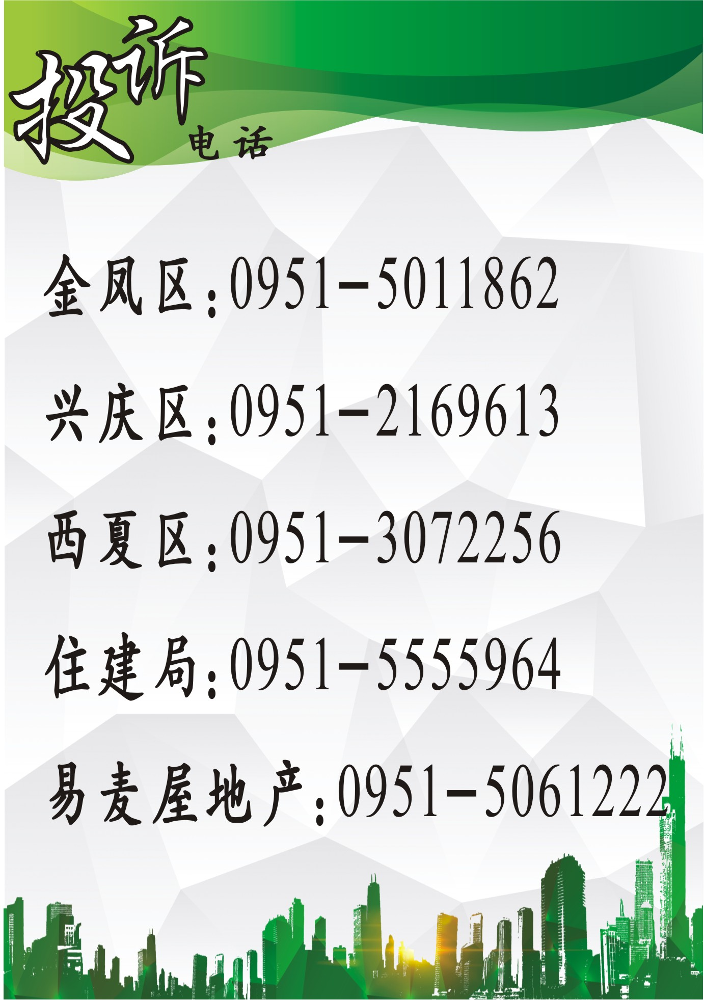 投诉
电话
金凤区:0951-5011862
兴庆区:0951-2169613
西夏区:0951-3072256
住建局:0951-5555964
易麦屋地产:0951-5061222